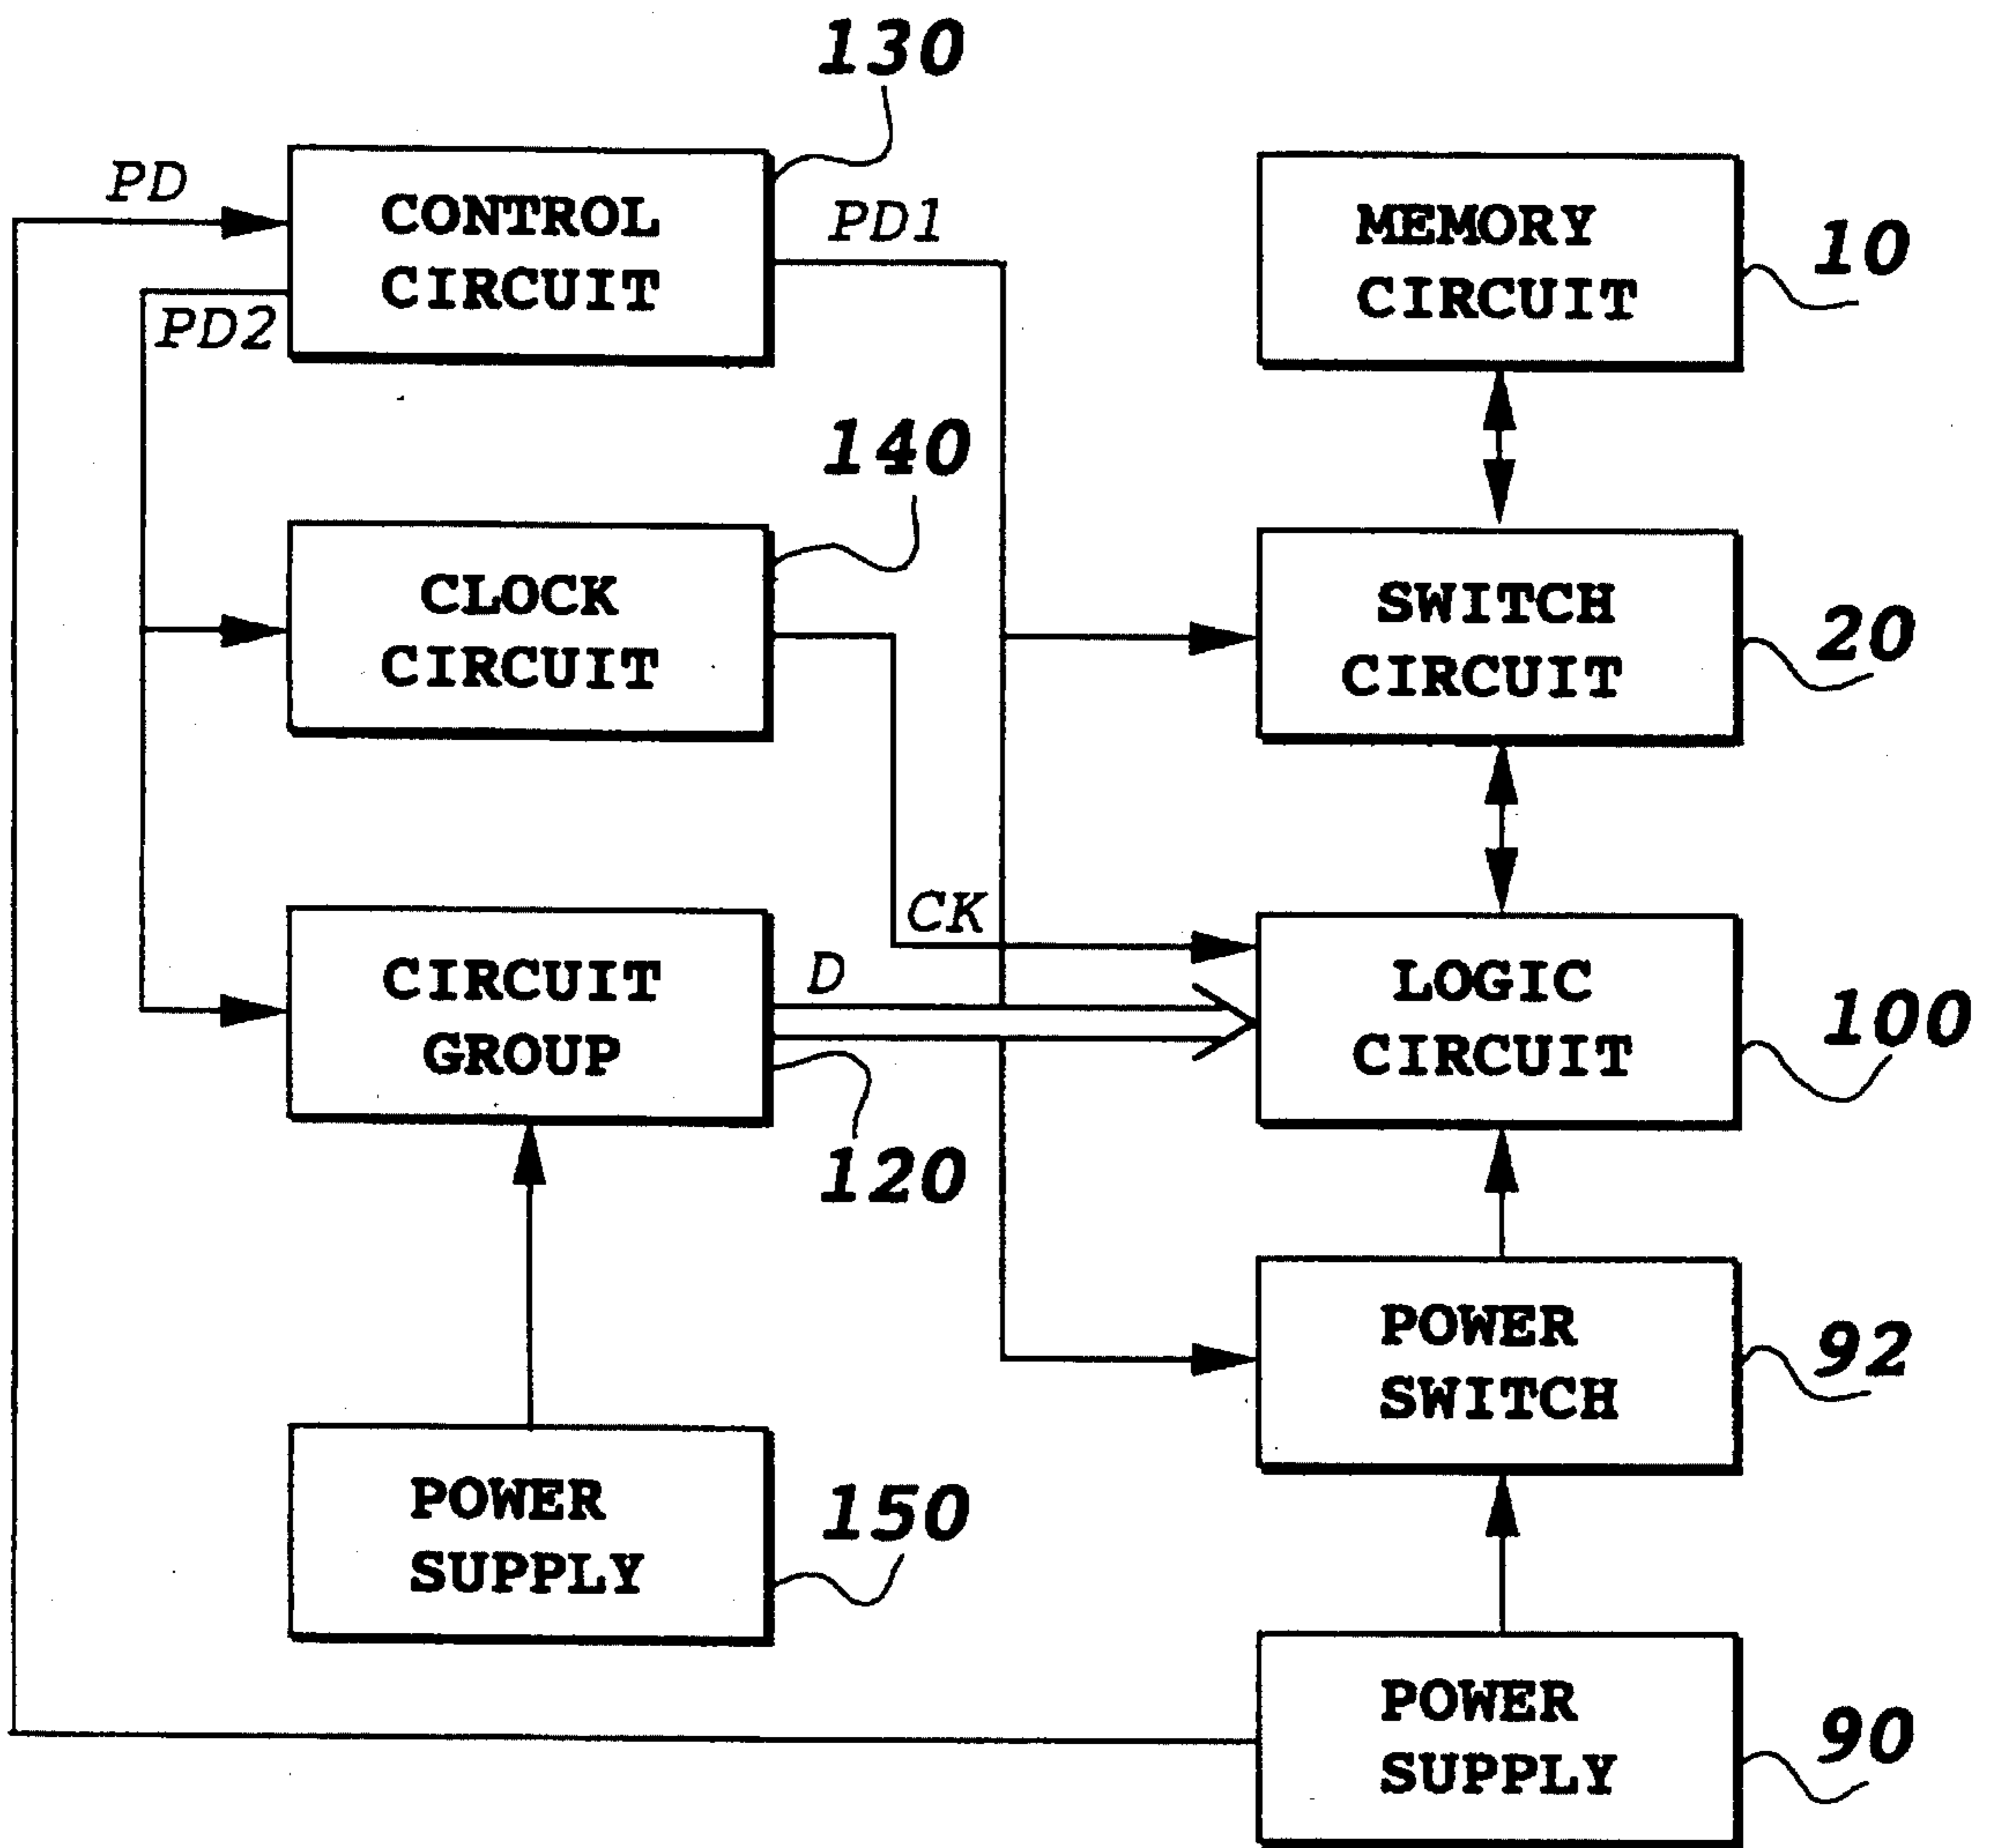 130
PD
CONTROL
CIRCUIT
PD1
PD2
MEMORY
CIRCUIT
10
140
CLOCK
CIRCUIT
SWITCH
CIRCUIT
20
CK
CIRCUIT
GROUP
D
120
LOGIC
CIRCUIT
100
POWER
SWITCH
92
POWER
SUPPLY
150
POWER
SUPPLY
90